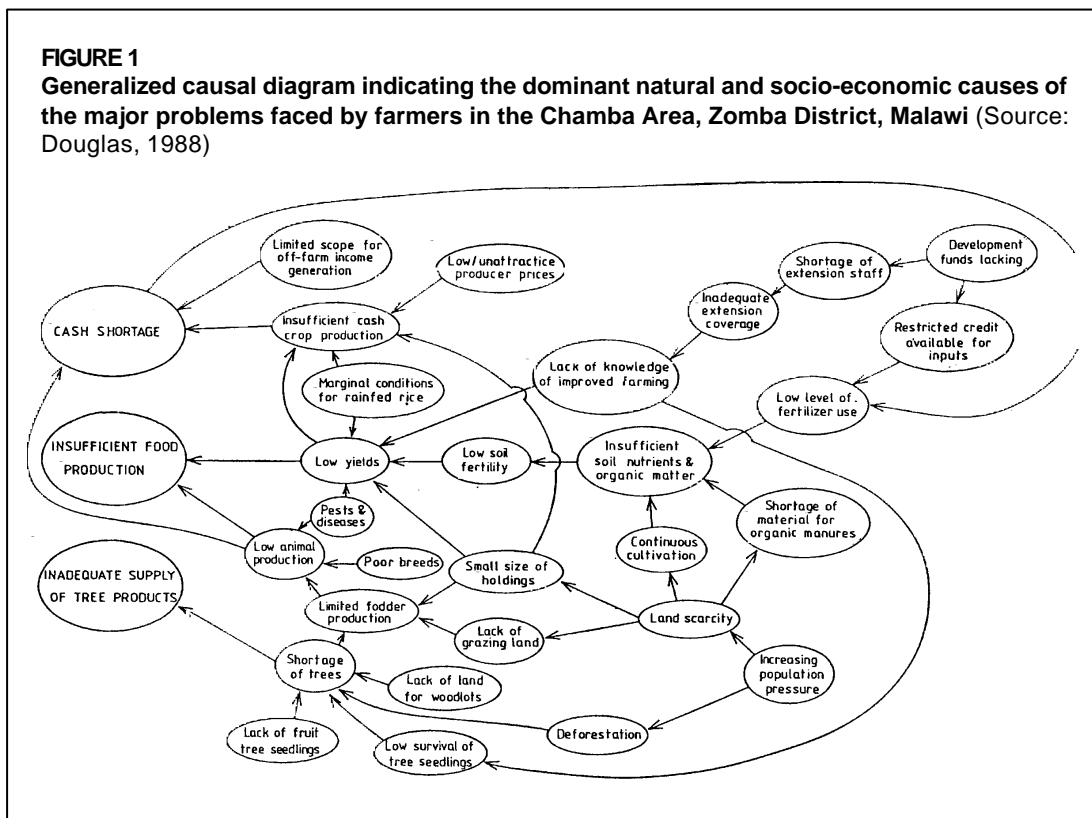 FIGURE 1
Generalized causal diagram indicating the dominant natural and socio-economic causes of
the major problems faced by farmers in the Chamba Area, Zomba District, Malawi (Source:
Douglas, 1988)
Limited scope for
off-farm income
generation
Low/unattractice
producer prices
Shortage of
extension staff
Development
funds lacking
CASH SHORTAGE
Insufficient cash
crop production
Inadequate
extension
coverage
Restricted credit
available for
inputs
Marginal conditions
for rainfed rice
Lack of knowledge
of improved farming
Low level of
fertilizer use
INSUFFICIENT FOOD
PRODUCTION
Low yields
Low soil
fertility
Insufficient
soil nutrients &
organic matter
Pests &
diseases
Shortage of
material for
organic manures
Low animal
production
Poor breeds
Small size of
holdings
Continuous
cultivation
INADEQUATE SUPPLY
OF TREE PRODUCTS
Limited fodder
production
Lack of
grazing land
Land scarcity
Shortage
of trees
Lack of land
for woodlots
Increasing
population
pressure
Lack of fruit
tree seedlings
Low survival of
tree seedlings
Deforestation